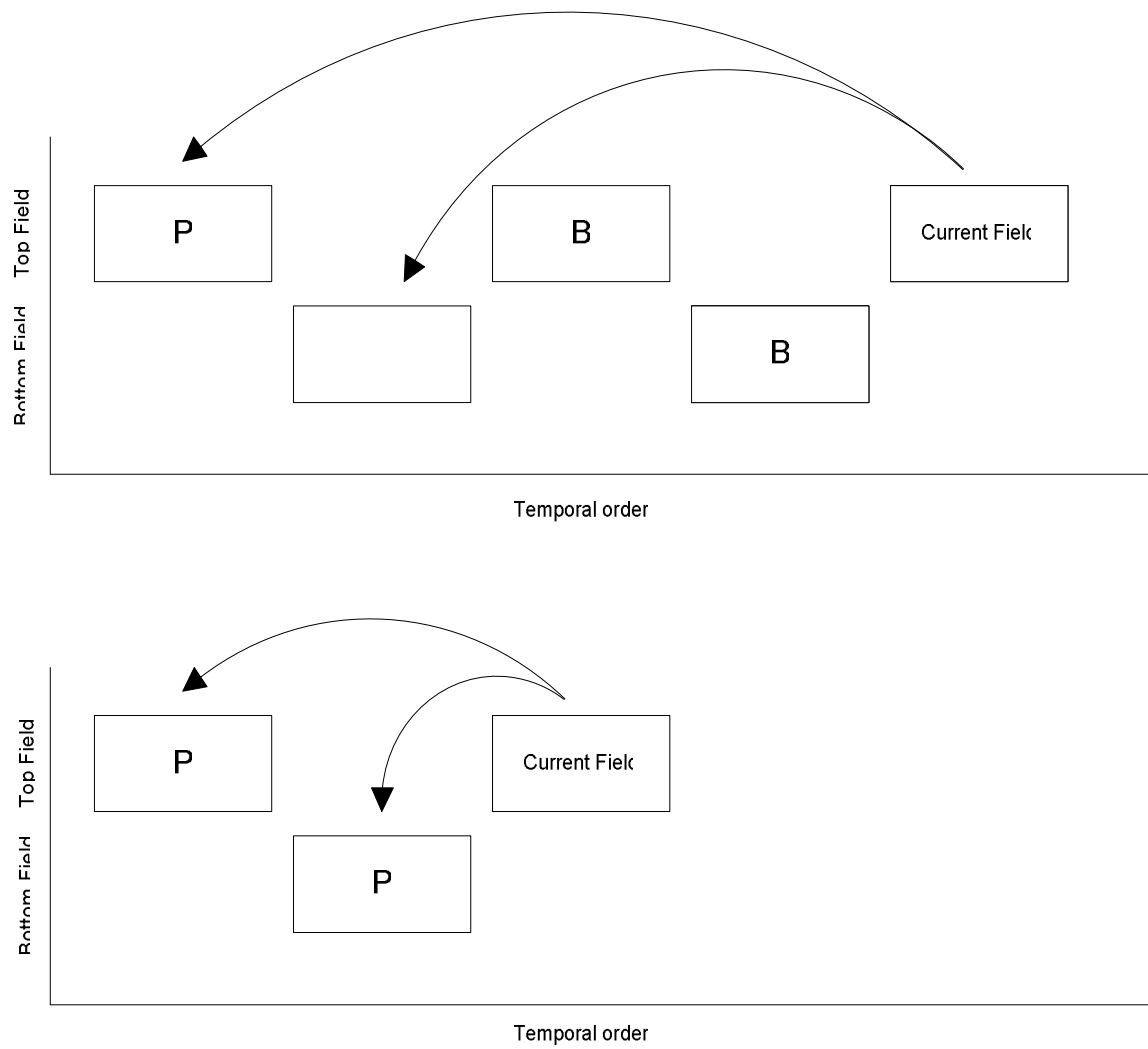 Top Field
Bottom Field
P
B
Current Field
B
Temporal order
Top Field
Bottom Field
P
Current Field
P
Temporal order